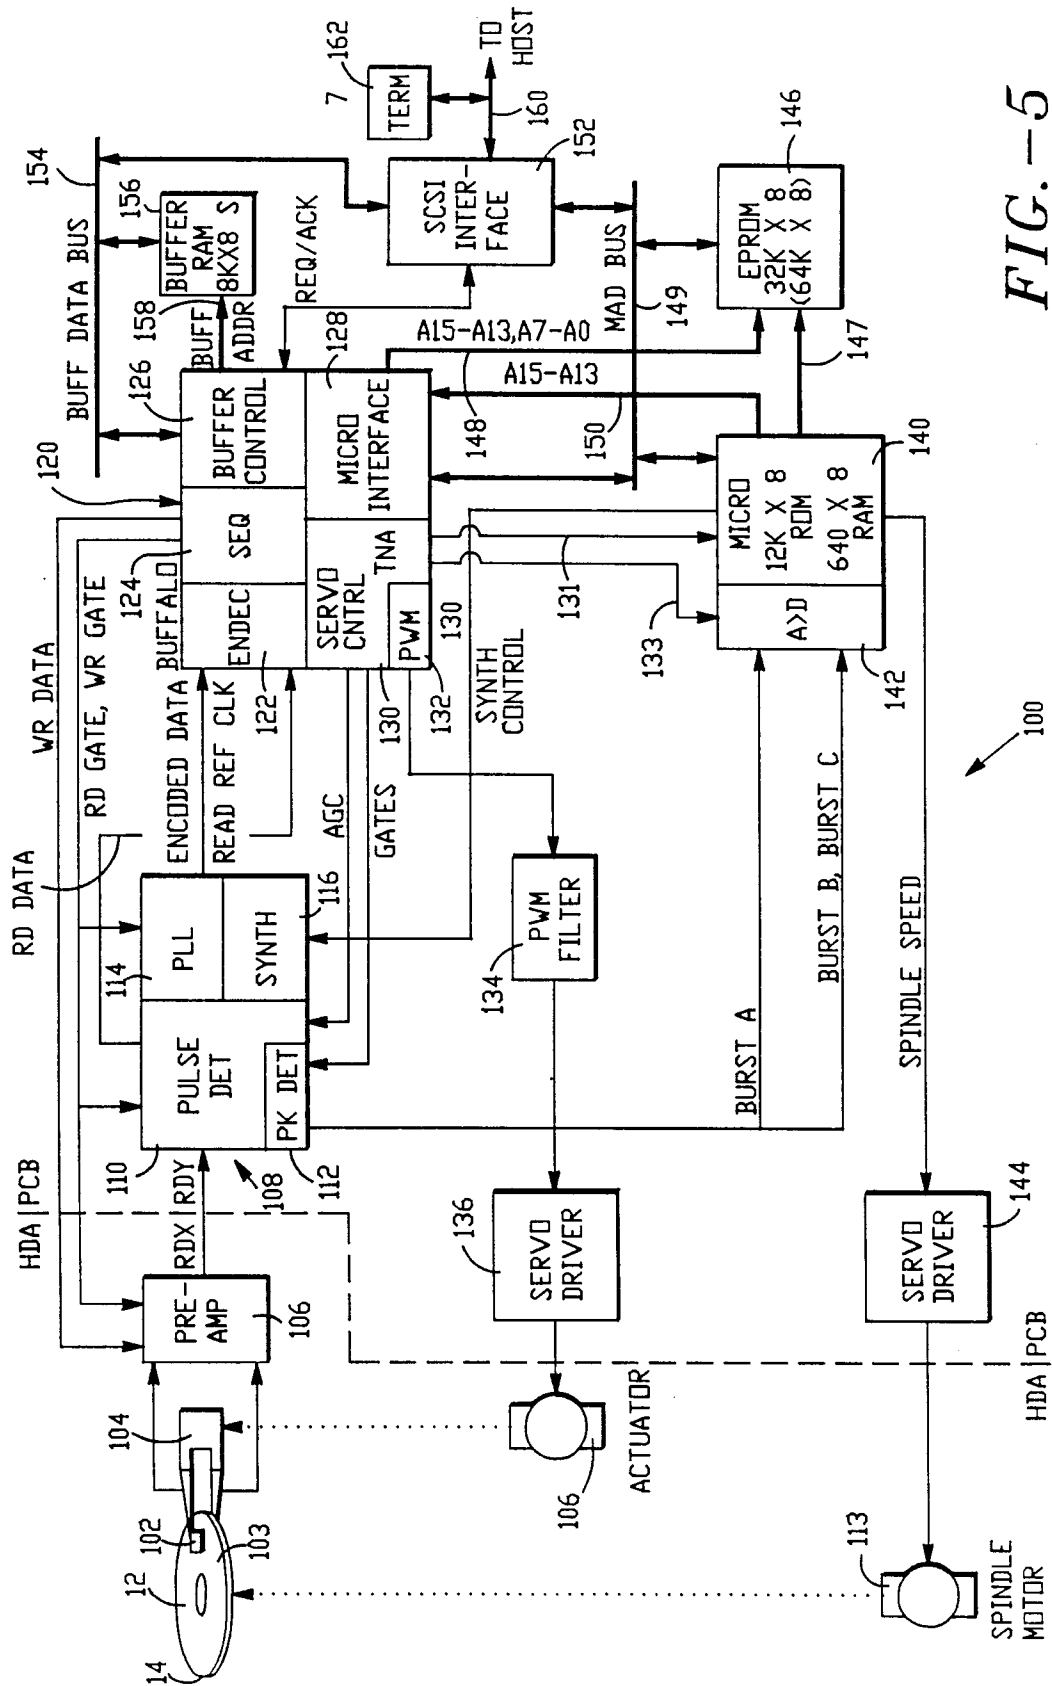 14
12
102
103
104
PRE-
AMP
106
HDA | PCB
RDX | RDY
108
110
PULSE
DET
PK DET
112
114
PLL
SYNTH
116
RD DATA
WR DATA
RD GATE, WR GATE
ENCODED DATA
READ REF CLK
AGC
GATES
BUFFALO
120
122
ENDEC
124
SEQ
126
BUFFER
CONTROL
SERVO
CNTRL
TNA
130
PWM
132
130
MICRO
INTERFACE
128
BUFF DATA BUS
154
BUFF
ADDR
158
BUFFER
RAM
8KX8 S
156
REQ/ACK
SCSI
INTER-
FACE
152
7
TERM
162
160
TO
HOST
A15-A13,A7-A0
148
A15-A13
150
MAD BUS
149
EPROM
32K X 8
(64K X 8)
146
147
MICRO
12K X 8
ROM
640 X 8
RAM
140
A>D
142
131
133
SYNTH
CONTROL
PWM
FILTER
134
SERVO
DRIVER
136
ACTUATOR
106
BURST A
BURST B, BURST C
SPINDLE SPEED
SERVO
DRIVER
144
HDA | PCB
113
SPINDLE
MOTOR
100
FIG.-5